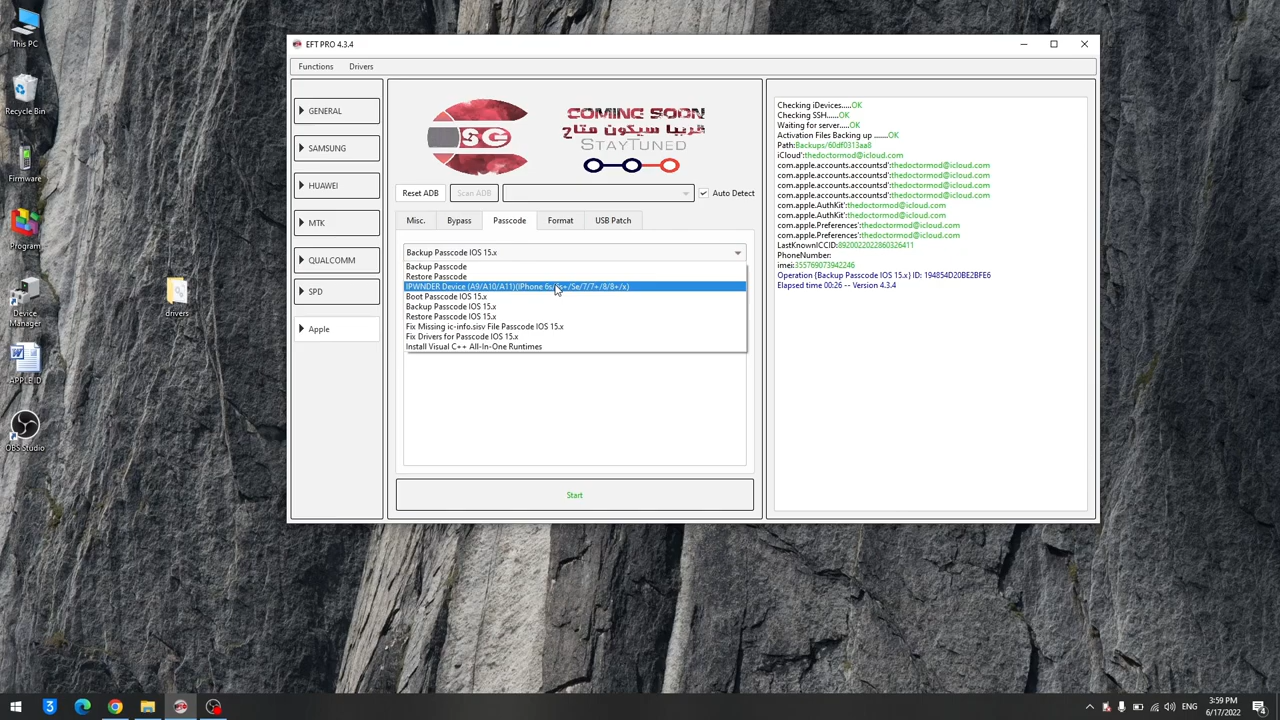 This PC
Recycle Bin
Firmware
Program
Device
Manager
APPLE ID
OBS Studio
drivers
EFT PRO 4.3.4
Functions
Drivers
GENERAL
SAMSUNG
HUAWEI
MTK
QUALCOMM
SPD
Apple
ESC
COMING SOON
قريبا سيكون متاح
STAYTUNED
Reset ADB
Scan ADB
Auto Detect
Misc.
Bypass
Passcode
Format
USB Patch
Backup Passcode IOS 15.x
Backup Passcode
Restore Passcode
IPWNDER Device (A9/A10/A11)(IPhone 6s/6s+/Se/7/7+/8/8+/x)
Boot Passcode IOS 15.x
Backup Passcode IOS 15.x
Restore Passcode IOS 15.x
Fix Missing ic-info.sisv File Passcode IOS 15.x
Fix Drivers for Passcode IOS 15.x
Install Visual C++ All-In-One Runtimes
Start
Checking iDevices.....OK
Checking SSH.....OK
Waiting for server.....OK
Activation Files Backing up .......OK
Path:Backups/60df0313aa8
iCloud':thedoctormod@icloud.com
com.apple.accounts.accountsd':thedoctormod@icloud.com
com.apple.accounts.accountsd':thedoctormod@icloud.com
com.apple.accounts.accountsd':thedoctormod@icloud.com
com.apple.accounts.accountsd':thedoctormod@icloud.com
com.apple.AuthKit':thedoctormod@icloud.com
com.apple.AuthKit':thedoctormod@icloud.com
com.apple.Preferences':thedoctormod@icloud.com
com.apple.Preferences':thedoctormod@icloud.com
LastKnownICCID:8920022022860326411
PhoneNumber:
imei:355769073942246
Operation [Backup Passcode IOS 15.x] ID: 194854D20BE2BFE6
Elapsed time 00:26 -- Version 4.3.4
ENG
3:59 PM
6/17/2022
4